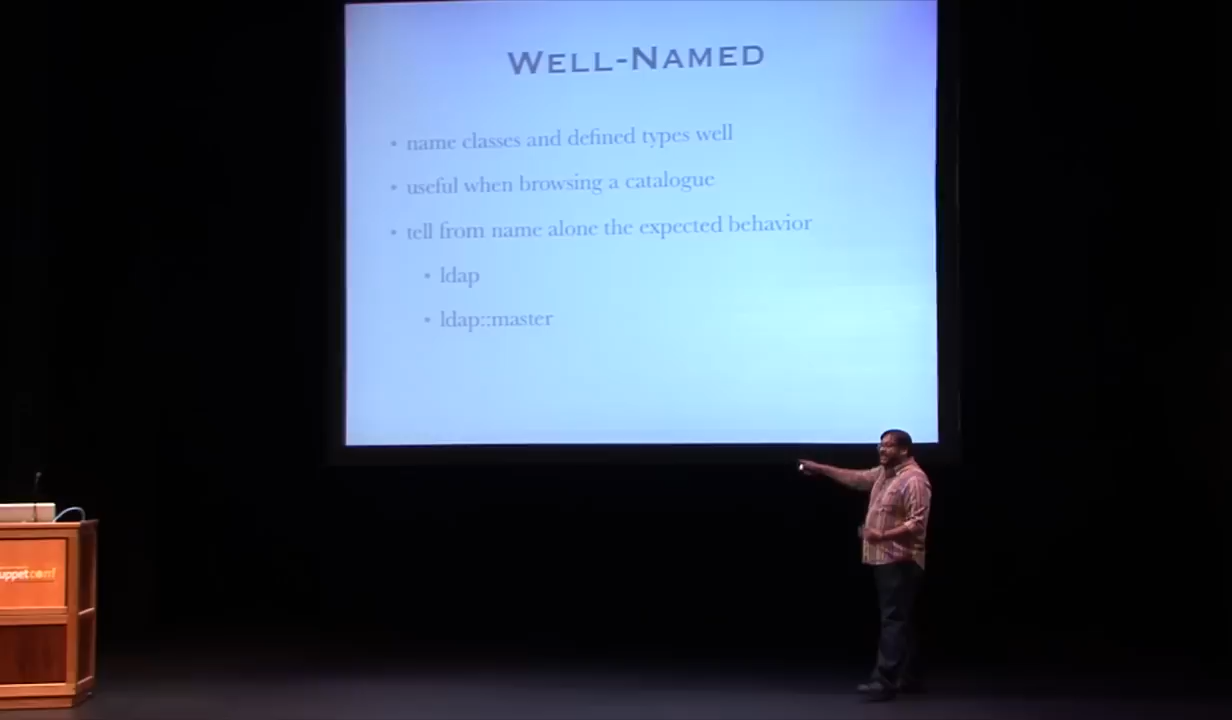 WELL-NAMED
• name classes and defined types well
• useful when browsing a catalogue
• tell from name alone the expected behavior
• ldap
• ldap::master
uppetconf